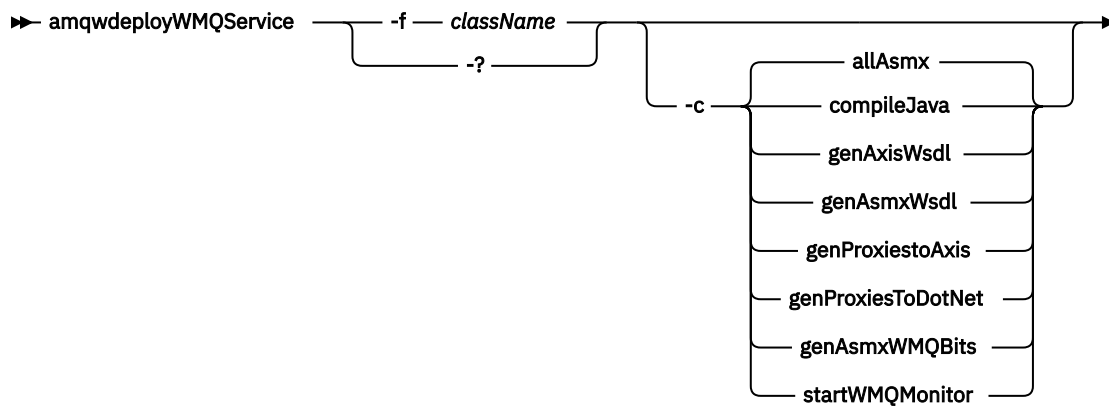 amqwdeployWMQService -f className
-?
allAsmx
-c compileJava
genAxisWsdl
genAsmxWsdl
genProxiestoAxis
genProxiesToDotNet
genAsmxWMQBits
startWMQMonitor